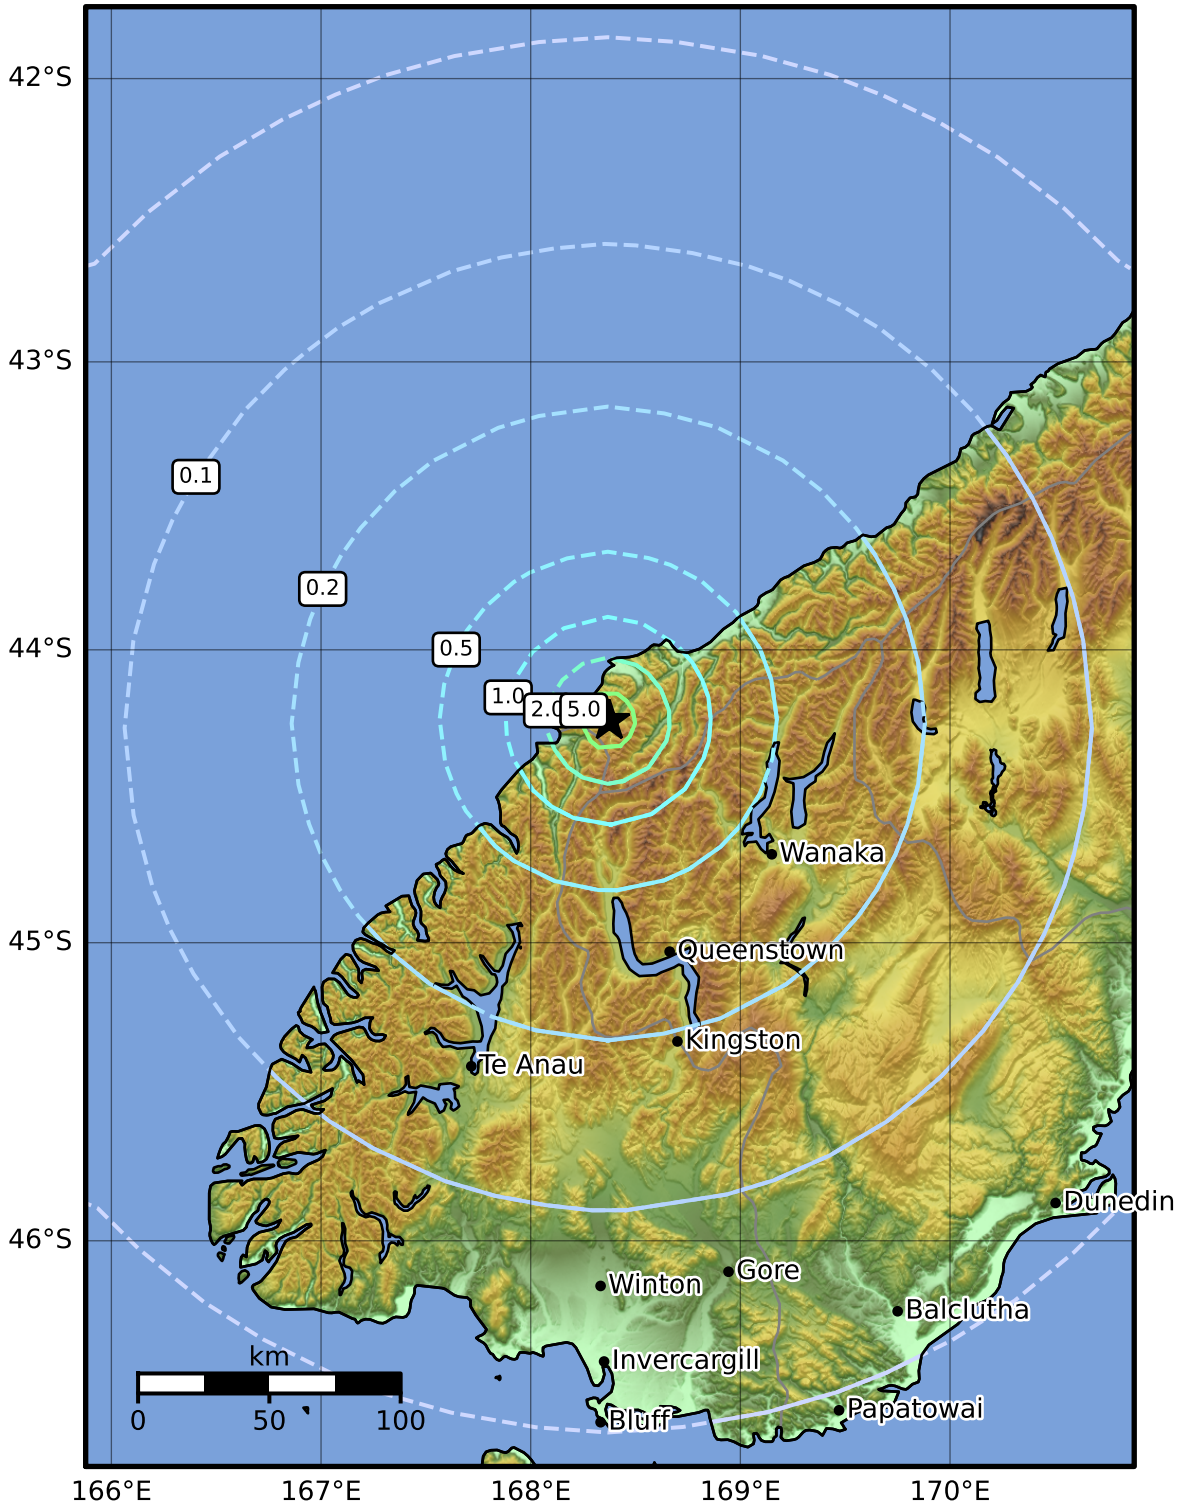 42°S
43°S
0.1
0.2
44°S
0.5
1.0
2.0
5.0
Wanaka
45°S
Queenstown
Kingston
Te Anau
Dunedin
46°S
Gore
Winton
Balclutha
km
Invercargill
Papatowai
0 50 100
Bluff
166°E 167°E 168°E 169°E 170°E